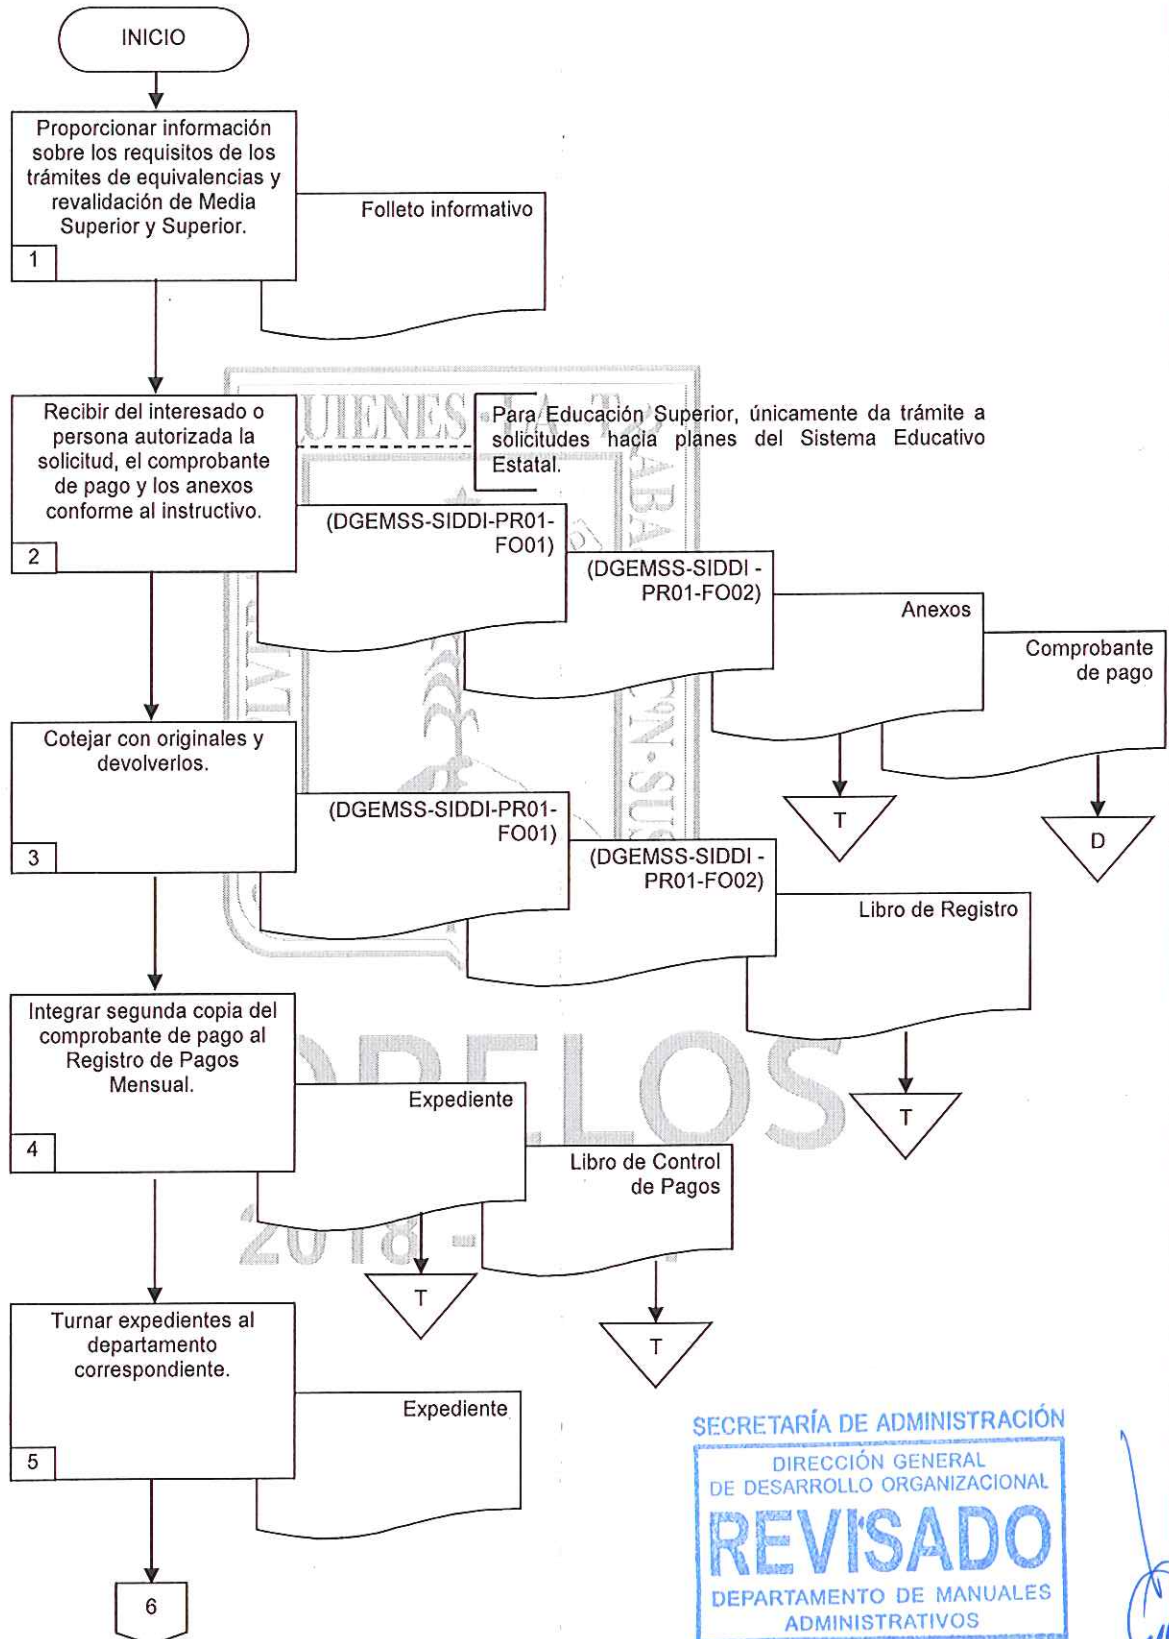 INICIO
Proporcionar información
sobre los requisitos de los
trámites de equivalencias y
revalidación de Media
Superior y Superior.
1
Folleto informativo
Recibir del interesado o
persona autorizada la
solicitud, el comprobante
de pago y los anexos
conforme al instructivo.
2
Para Educación Superior, únicamente da trámite a
solicitudes hacia planes del Sistema Educativo
Estatal.
(DGEMSS-SIDDI-PR01-
FO01)
(DGEMSS-SIDDI -
PR01-FO02)
Anexos
Comprobante
de pago
T
D
Cotejar con originales y
devolverlos.
3
(DGEMSS-SIDDI-PR01-
FO01)
(DGEMSS-SIDDI -
PR01-FO02)
Libro de Registro
T
Integrar segunda copia del
comprobante de pago al
Registro de Pagos
Mensual.
4
Expediente
Libro de Control
de Pagos
T
T
Turnar expedientes al
departamento
correspondiente.
5
Expediente
6
UIENES LA T
ELOS
2018 -
SECRETARÍA DE ADMINISTRACIÓN
DIRECCIÓN GENERAL
DE DESARROLLO ORGANIZACIONAL
REVISADO
DEPARTAMENTO DE MANUALES
ADMINISTRATIVOS